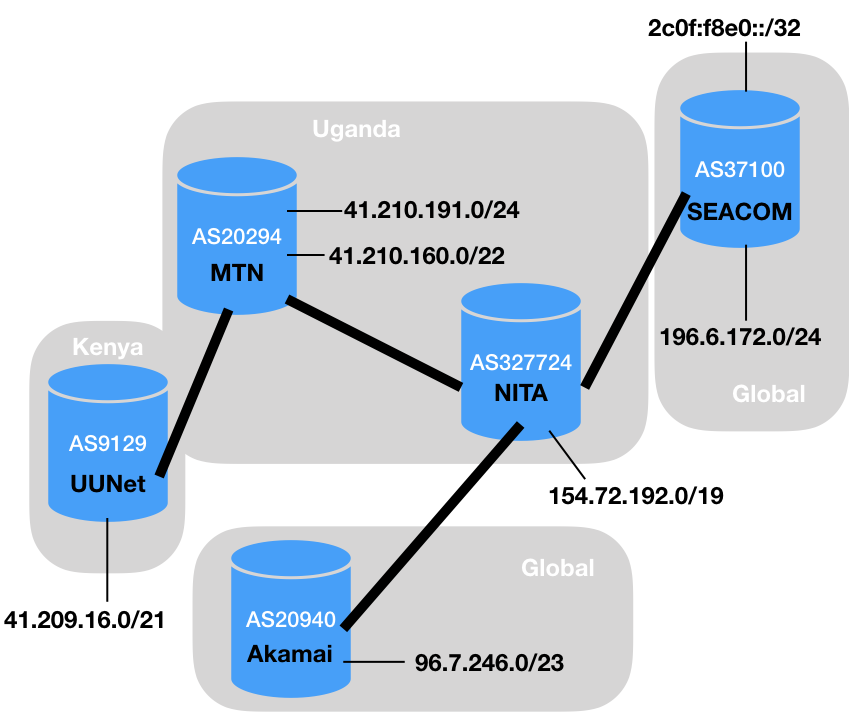 2c0f:f8e0::/32
Uganda
AS37100
SEACOM
41.210.191.0/24
AS20294
41.210.160.0/22
MTN
196.6.172.0/24
Kenya
AS327724
NITA
Global
AS9129
UUNet
154.72.192.0/19
Global
41.209.16.0/21
AS20940
Akamai
96.7.246.0/23